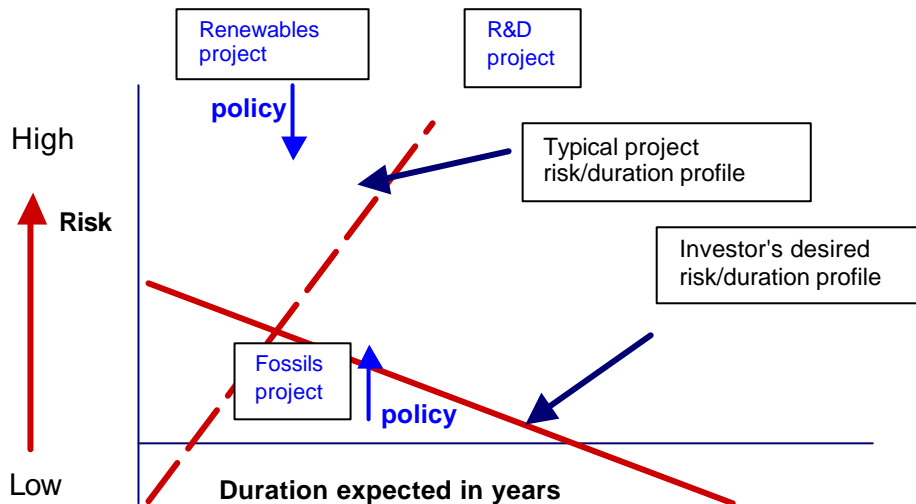 Renewables
project
R&D
project
policy
High
Typical project
risk/duration profile
Risk
Investor's desired
risk/duration profile
Fossils
project
policy
Low
Duration expected in years